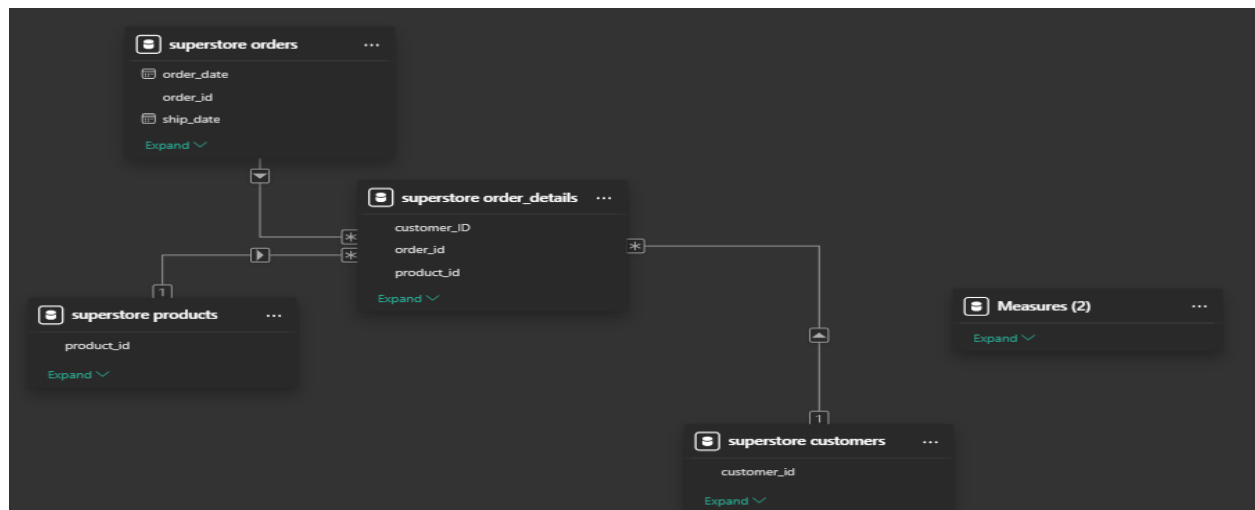 superstore orders
order_date
order_id
ship_date
Expand
superstore order_details
customer_ID
order_id
product_id
Expand
*
*
*
1
superstore products
product_id
Expand
Measures (2)
Expand
1
superstore customers
customer_id
Expand